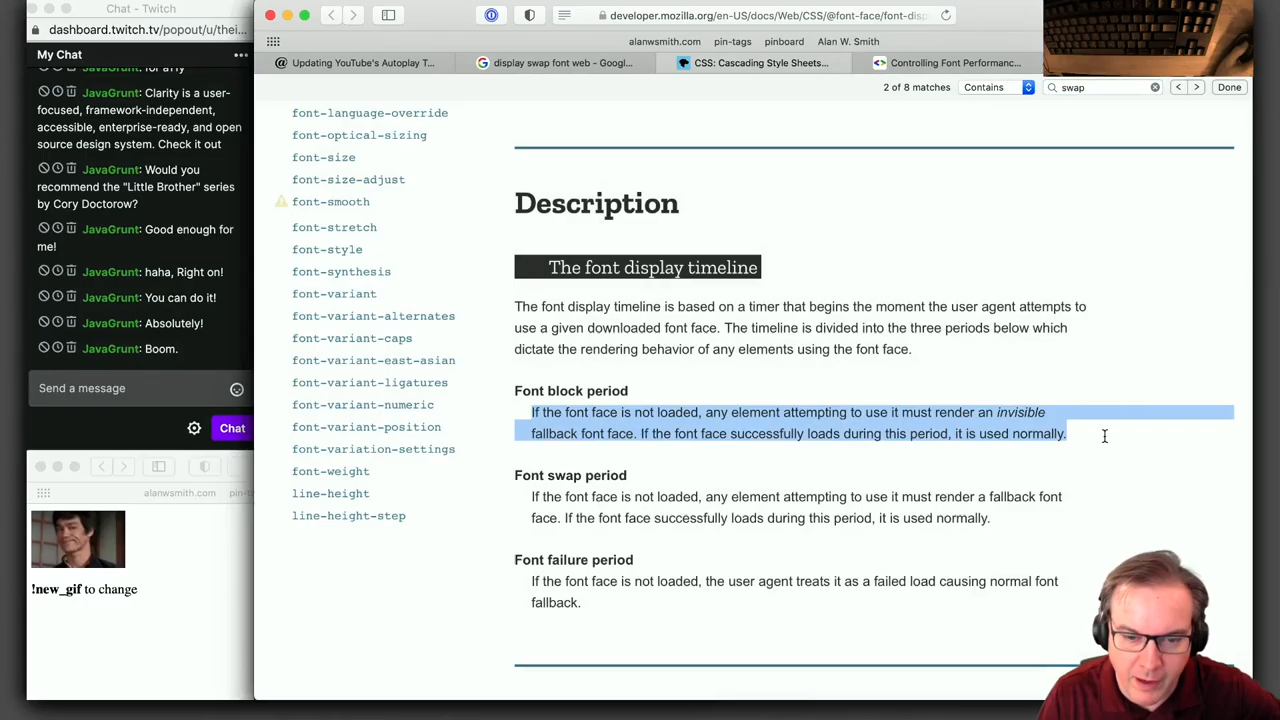 Chat - Twitch
dashboard.twitch.tv/popout/u/thei
My Chat
JavaGrunt: for a11y
JavaGrunt: Clarity is a user-
focused, framework-independent,
accessible, enterprise-ready, and open
source design system. Check it out
JavaGrunt: Would you
recommend the "Little Brother" series
by Cory Doctorow?
JavaGrunt: Good enough for
me!
JavaGrunt: haha, Right on!
JavaGrunt: You can do it!
JavaGrunt: Absolutely!
JavaGrunt: Boom.
Send a message
Chat
alanwsmith.com pin-t
!new_gif to change
developer.mozilla.org/en-US/docs/Web/CSS/@font-face/font-disp
alanwsmith.com pin-tags pinboard Alan W. Smith
Updating YouTube's Autoplay T...
display swap font web - Googl...
CSS: Cascading Style Sheets...
Controlling Font Performanc...
2 of 8 matches Contains swap Done
font-language-override
font-optical-sizing
font-size
font-size-adjust
font-smooth
font-stretch
font-style
font-synthesis
font-variant
font-variant-alternates
font-variant-caps
font-variant-east-asian
font-variant-ligatures
font-variant-numeric
font-variant-position
font-variation-settings
font-weight
line-height
line-height-step
Description
The font display timeline
The font display timeline is based on a timer that begins the moment the user agent attempts to
use a given downloaded font face. The timeline is divided into the three periods below which
dictate the rendering behavior of any elements using the font face.
Font block period
If the font face is not loaded, any element attempting to use it must render an invisible
fallback font face. If the font face successfully loads during this period, it is used normally.
Font swap period
If the font face is not loaded, any element attempting to use it must render a fallback font
face. If the font face successfully loads during this period, it is used normally.
Font failure period
If the font face is not loaded, the user agent treats it as a failed load causing normal font
fallback.